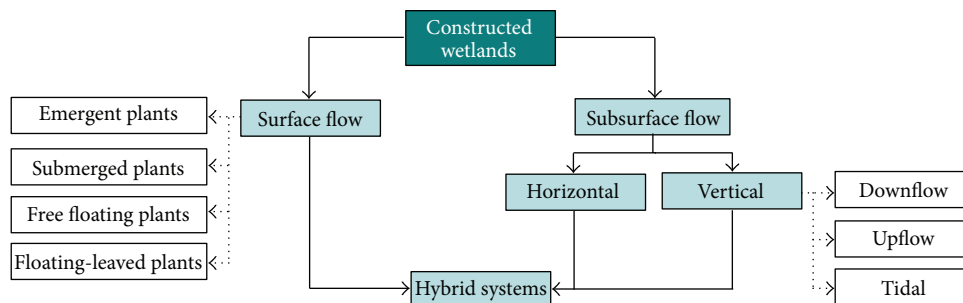 Constructed
wetlands
Emergent plants
Surface flow
Subsurface flow
Submerged plants
Horizontal
Vertical
Downflow
Free floating plants
Upflow
Floating-leaved plants
Hybrid systems
Tidal